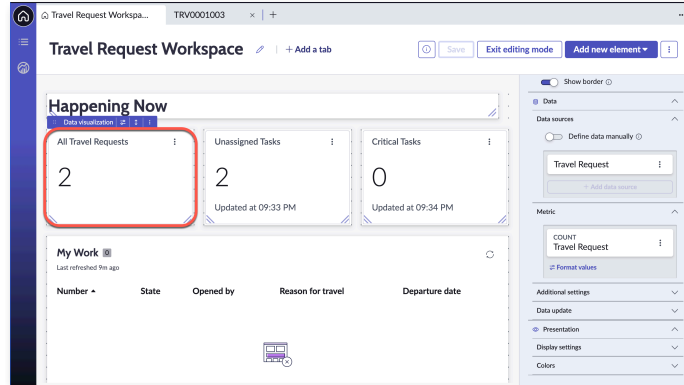 Travel Request Workspa...
TRV0001003
Travel Request Workspace
+ Add a tab
Save
Exit editing mode
Add new element
Show border
Happening Now
Data visualization
All Travel Requests
2
Unassigned Tasks
2
Updated at 09:33 PM
Critical Tasks
0
Updated at 09:34 PM
My Work 0
Last refreshed 9m ago
Number State Opened by Reason for travel Departure date
Data
Data sources
Define data manually
Travel Request
+ Add data source
Metric
COUNT
Travel Request
Format values
Additional settings
Data update
Presentation
Display settings
Colors